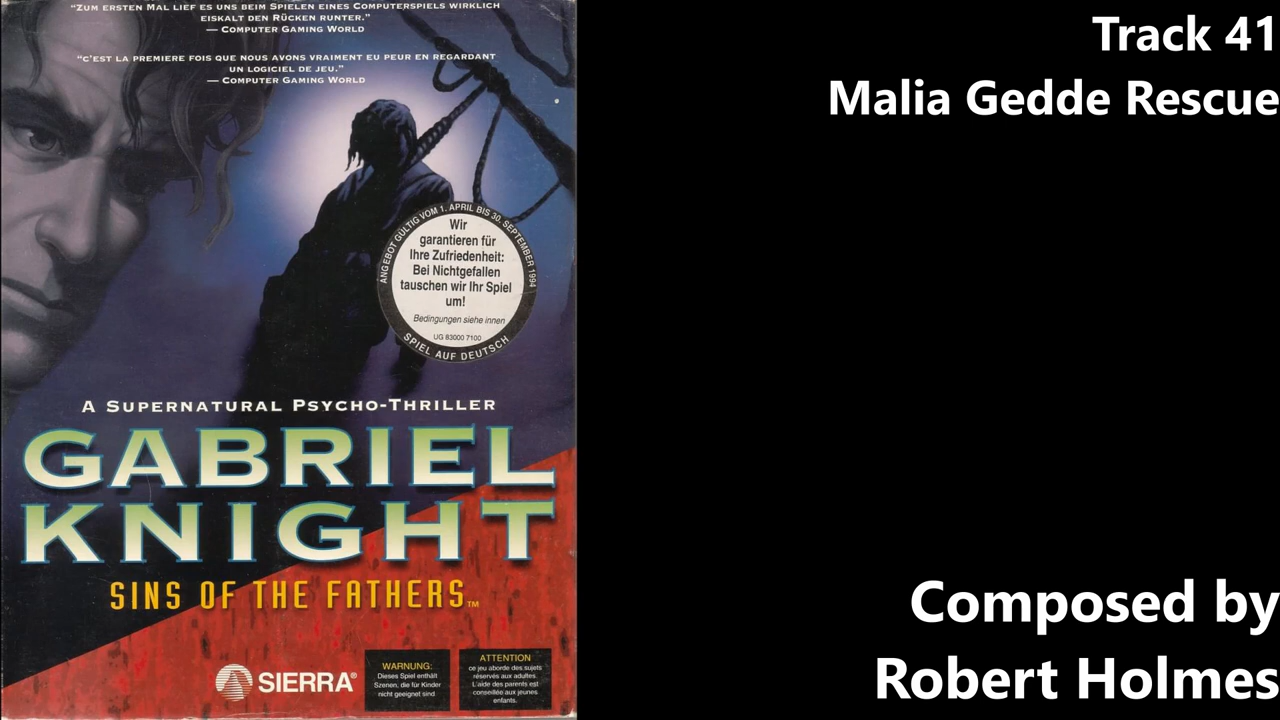 "Zum ersten Mal lief es uns beim Spielen eines Computerspiels wirklich
eiskalt den Rücken runter."
— Computer Gaming World
"c'est la premiere fois que nous avons vraiment eu peur en regardant
un logiciel de jeu."
— Computer Gaming World
ANGEBOT GÜLTIG VOM 1. APRIL BIS 30. SEPTEMBER 1994
Wir
garantieren für
Ihre Zufriedenheit:
Bei Nichtgefallen
tauschen wir Ihr Spiel
um!
Bedingungen siehe innen
UG 83000 7100
SPIEL AUF DEUTSCH
A Supernatural Psycho-Thriller
GABRIEL
KNIGHT
SINS OF THE FATHERS™
SIERRA®
WARNUNG:
Dieses Spiel enthält
Szenen, die für Kinder
nicht geeignet sind
ATTENTION
ce jeu aborde des sujets
réservés aux adultes.
L'aide des parents est
conseillée aux jeunes
enfants.
Track 41
Malia Gedde Rescue
Composed by
Robert Holmes